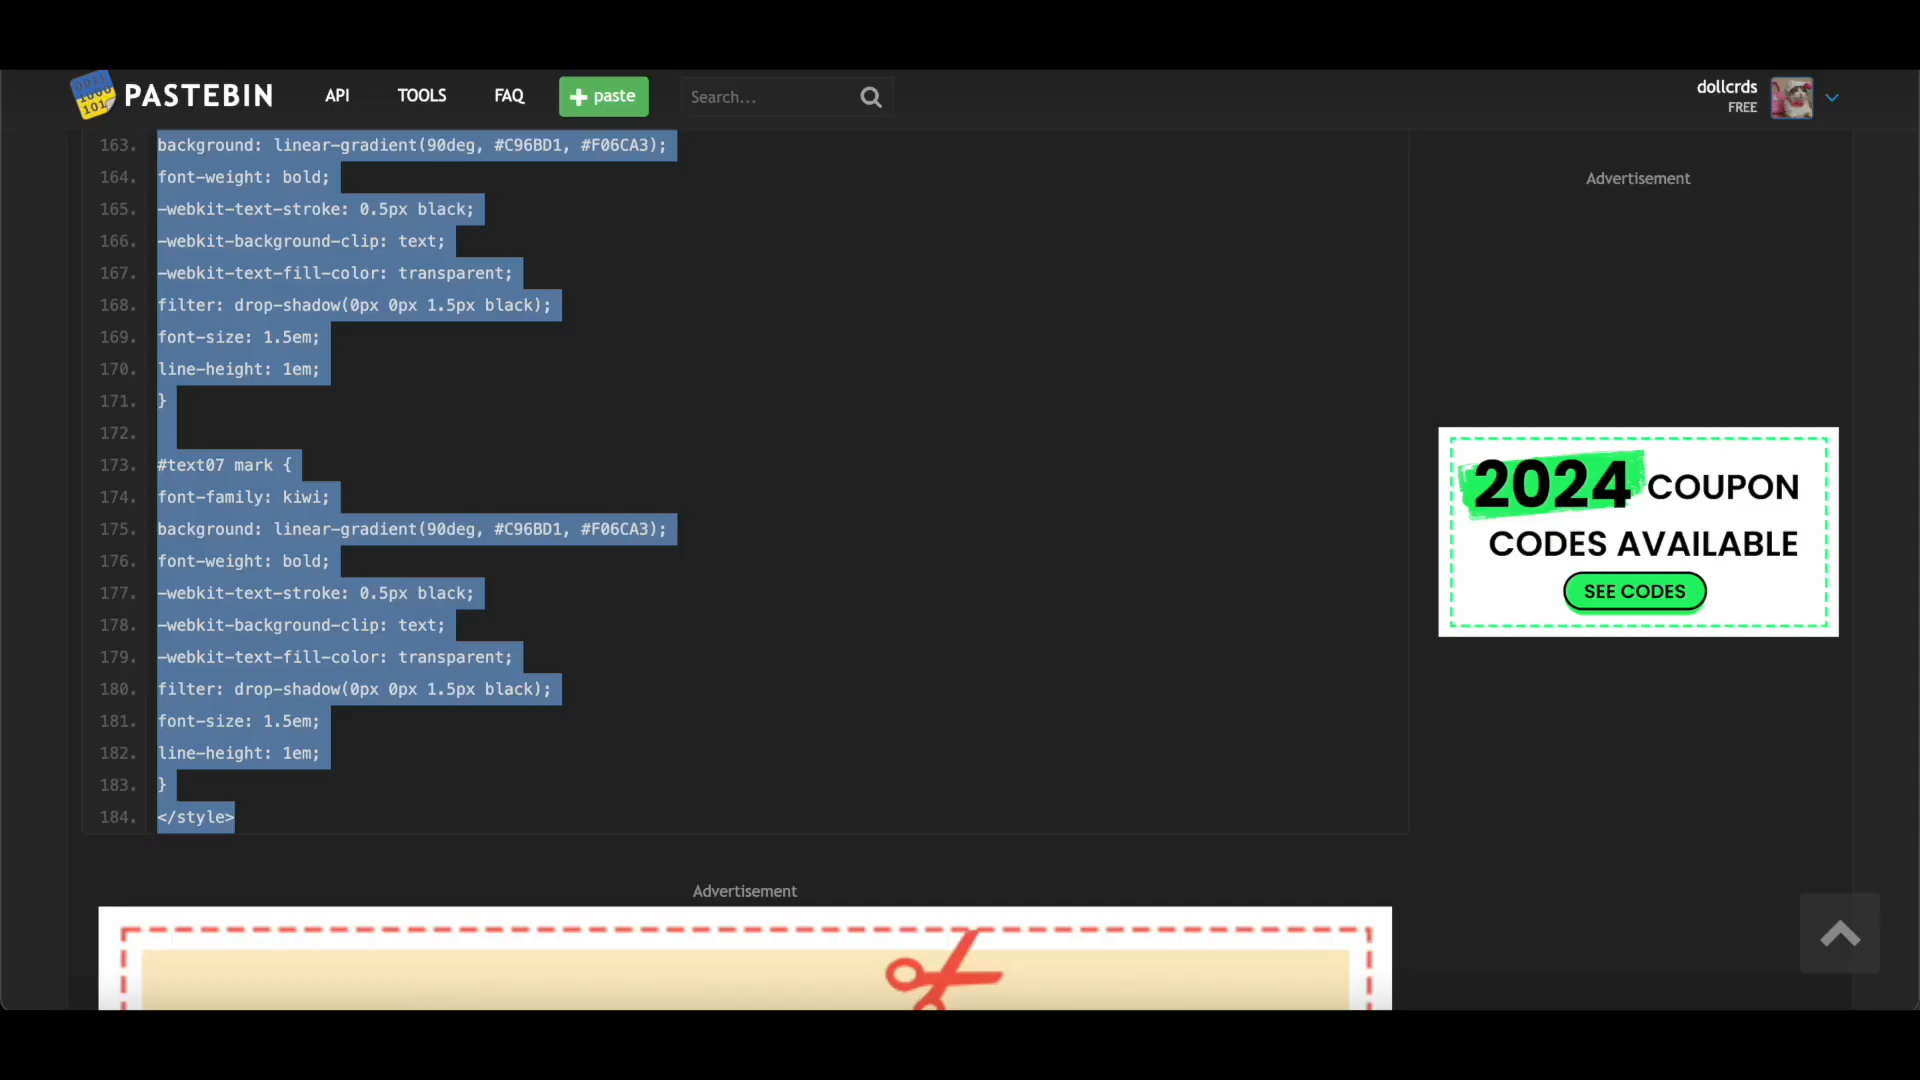 PASTEBIN API TOOLS FAQ paste Search... dollcrds
FREE
163. background: linear-gradient(90deg, #C96BD1, #F06CA3);
164. font-weight: bold;
165. -webkit-text-stroke: 0.5px black;
166. -webkit-background-clip: text;
167. -webkit-text-fill-color: transparent;
168. filter: drop-shadow(0px 0px 1.5px black);
169. font-size: 1.5em;
170. line-height: 1em;
171. }
172.
173. #text07 mark {
174. font-family: kiwi;
175. background: linear-gradient(90deg, #C96BD1, #F06CA3);
176. font-weight: bold;
177. -webkit-text-stroke: 0.5px black;
178. -webkit-background-clip: text;
179. -webkit-text-fill-color: transparent;
180. filter: drop-shadow(0px 0px 1.5px black);
181. font-size: 1.5em;
182. line-height: 1em;
183. }
184. </style>
Advertisement
2024 COUPON
CODES AVAILABLE
SEE CODES
Advertisement